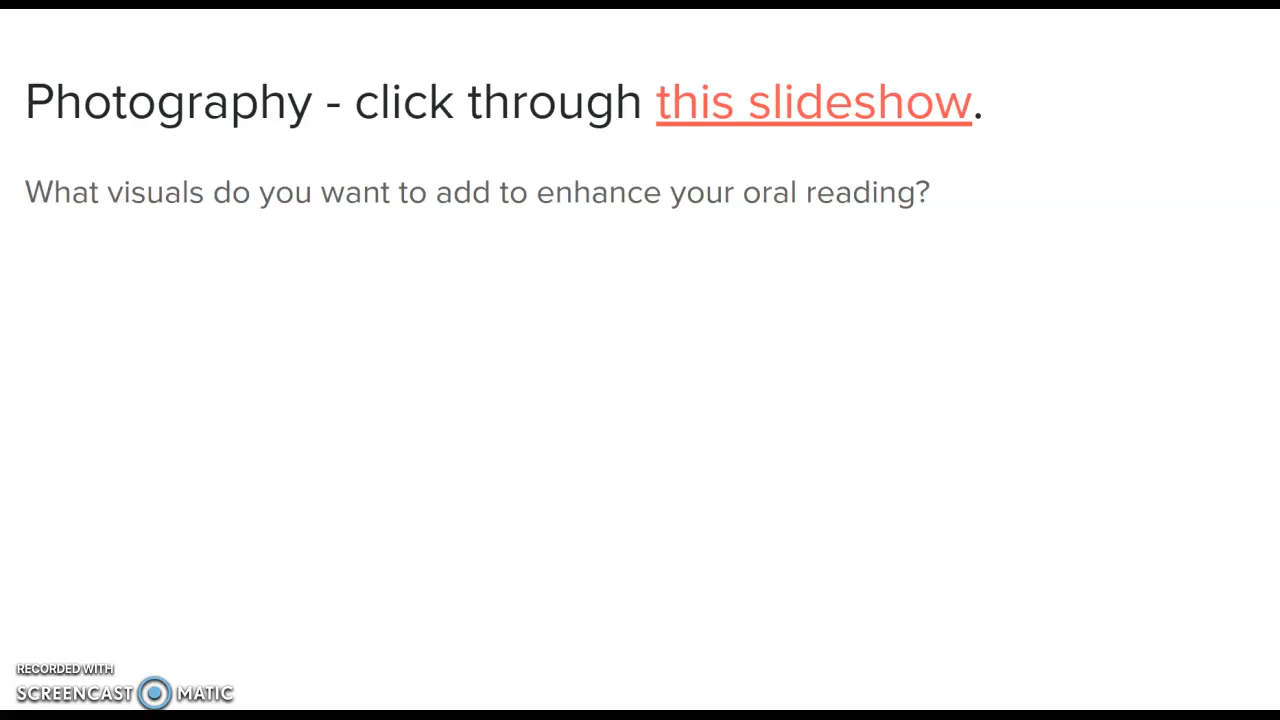 Photography - click through this slideshow.
What visuals do you want to add to enhance your oral reading?
RECORDED WITH
SCREENCAST MATIC